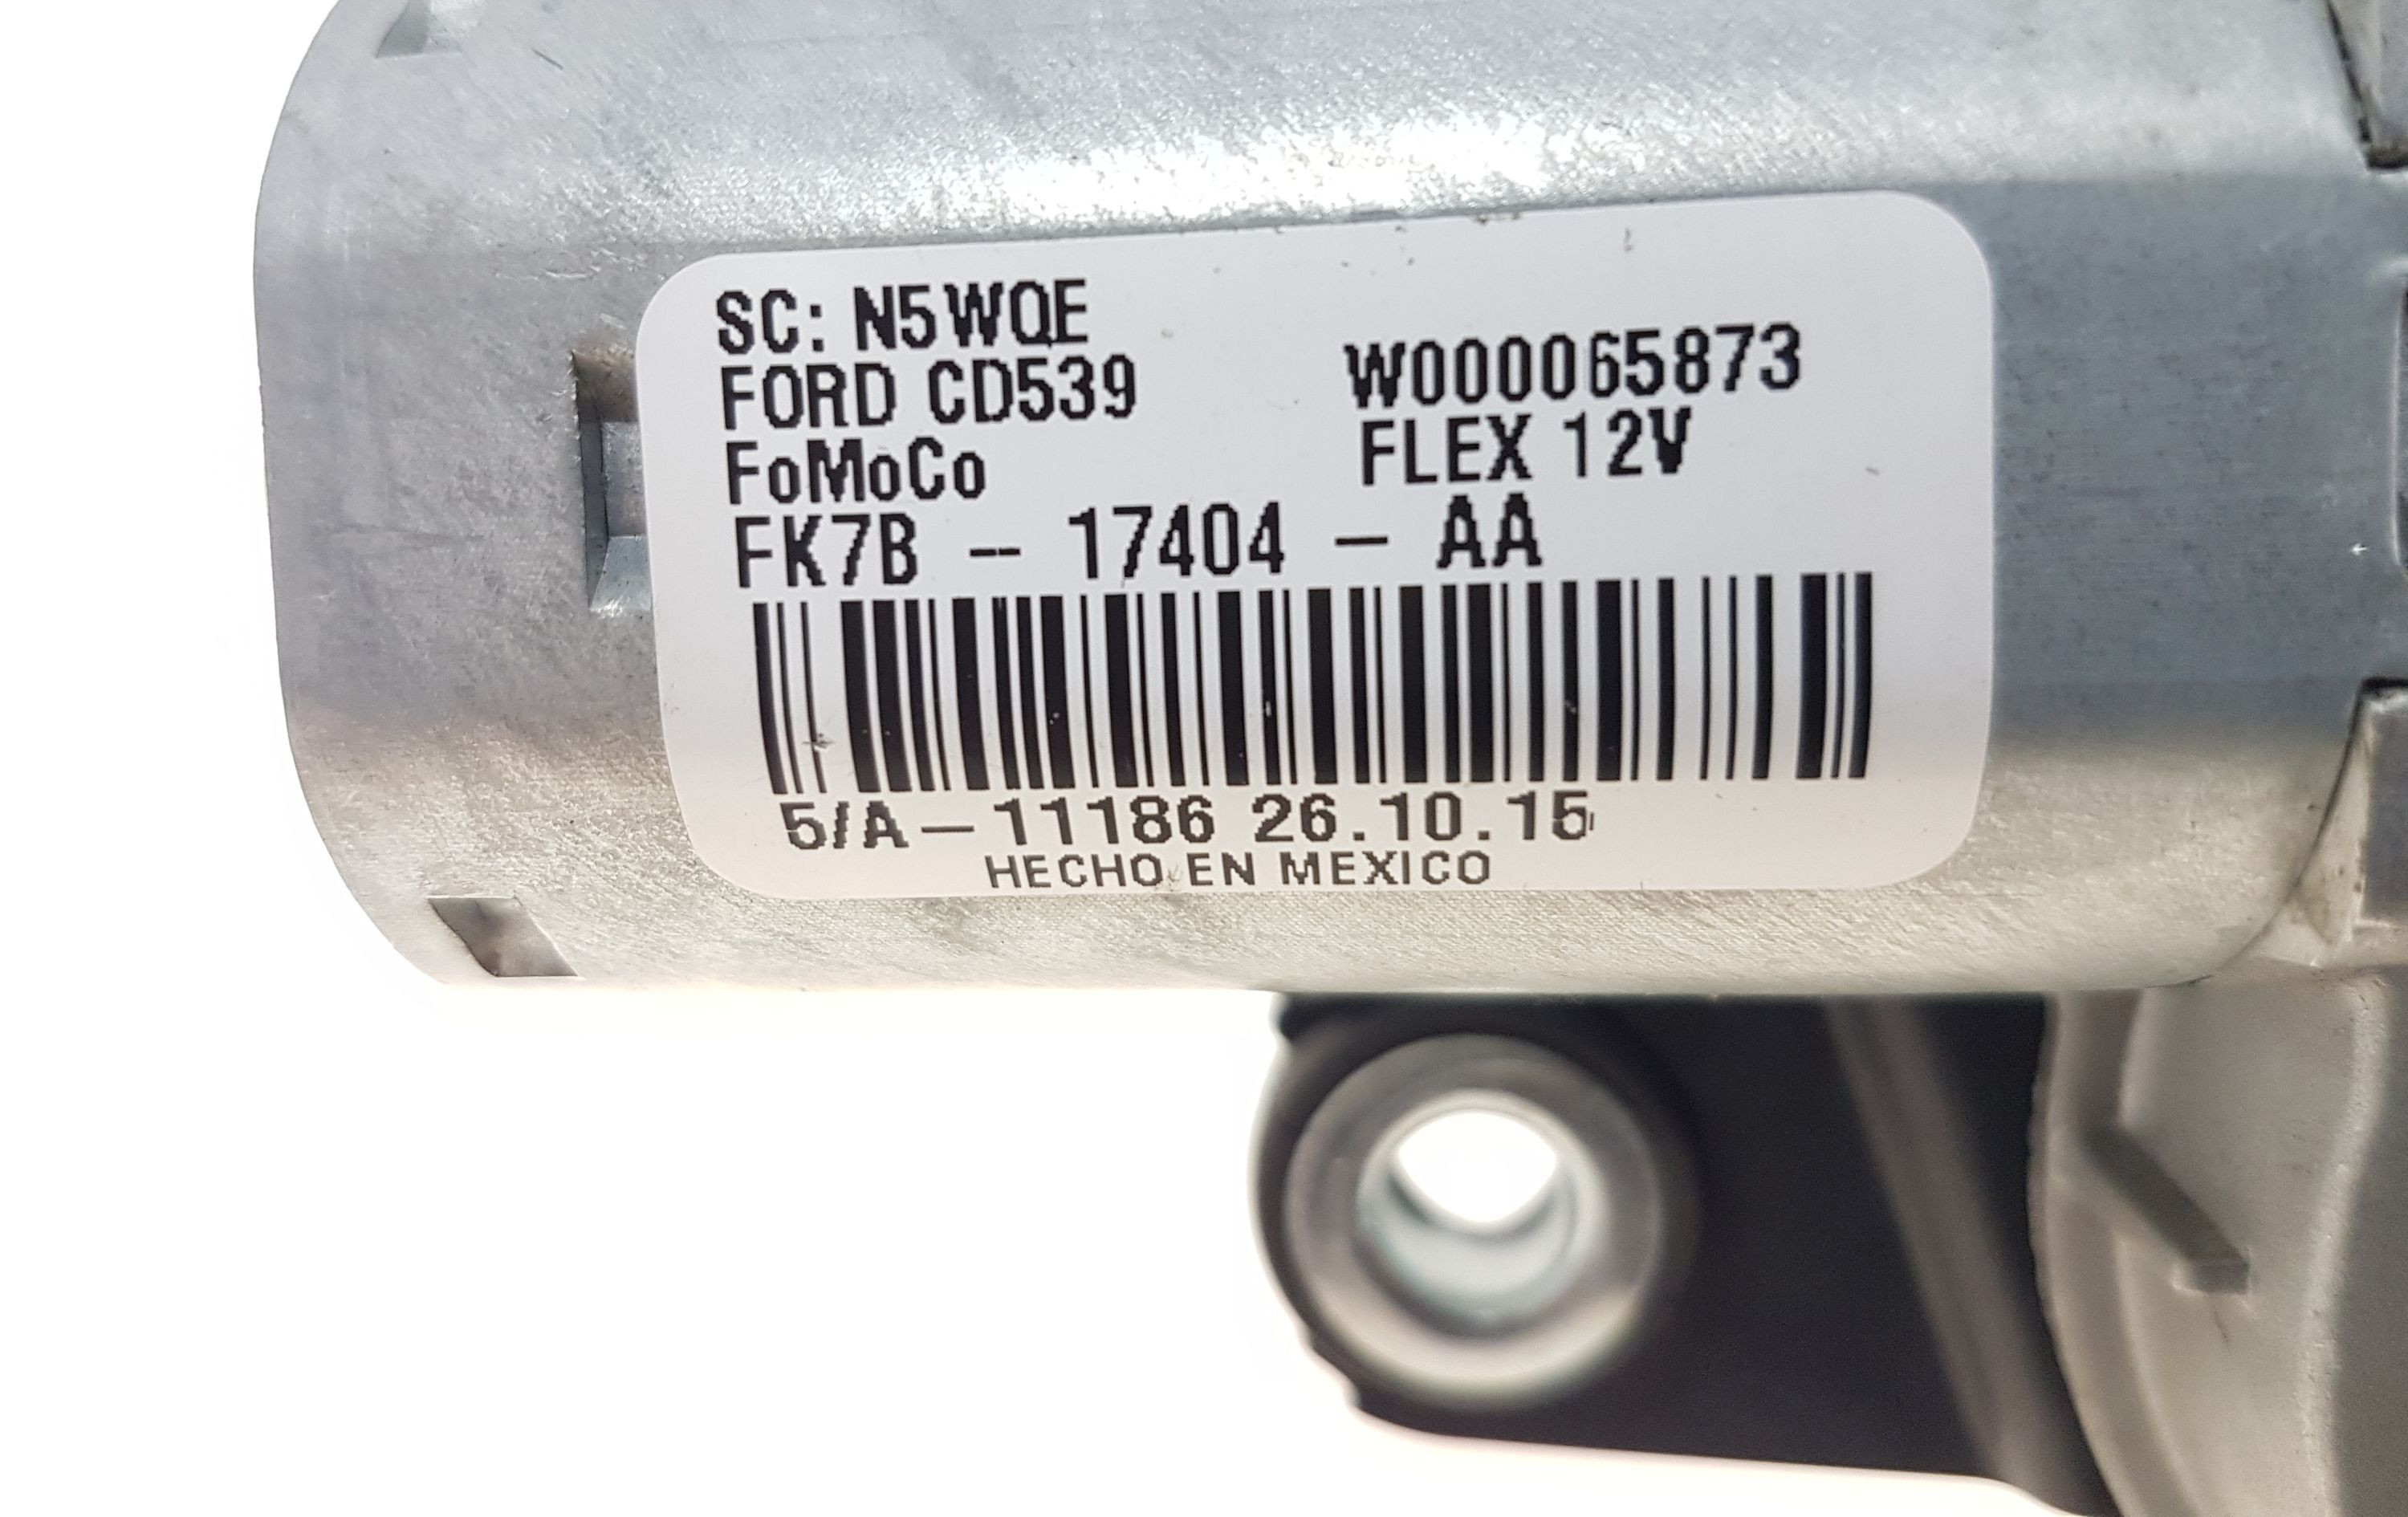 SC: N5WQE
FORD CD539 W000065873
FoMoCo FLEX 12V
FK7B - 17404 - AA
5/A-11186 26.10.15
HECHO EN MEXICO